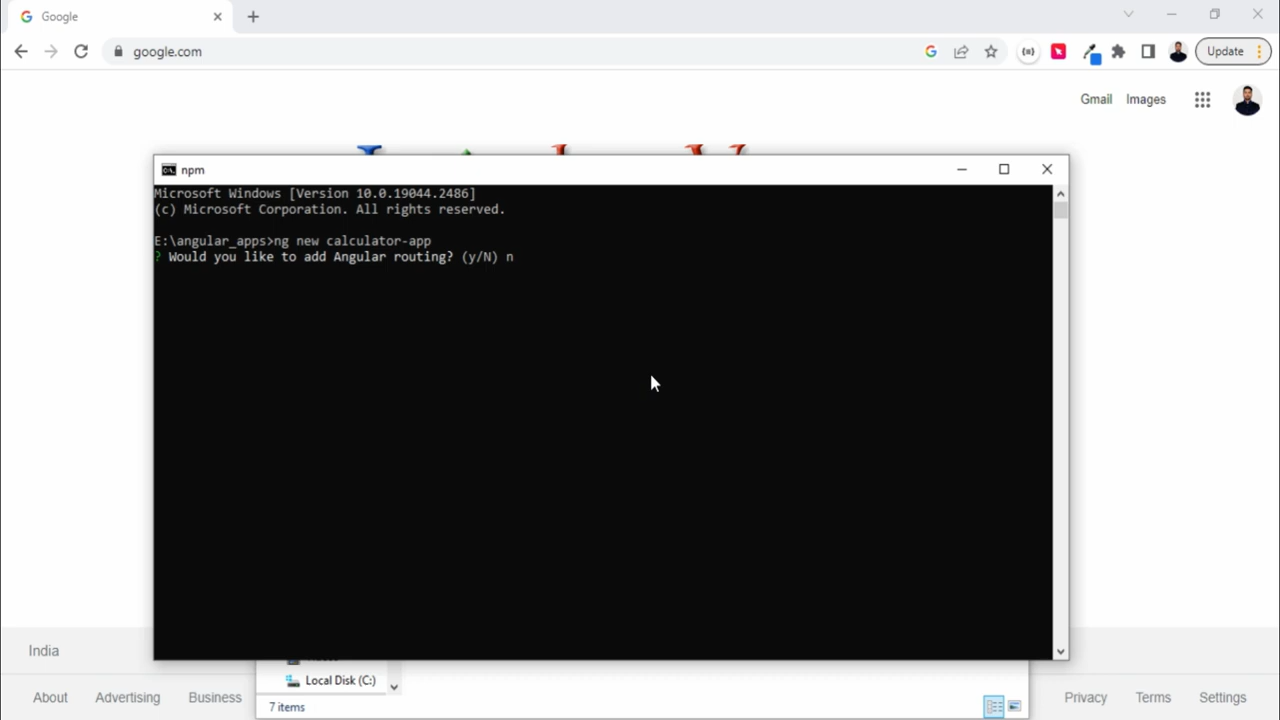 Google
google.com
Update
Gmail Images
npm
Microsoft Windows [Version 10.0.19044.2486]
(c) Microsoft Corporation. All rights reserved.
E:\angular_apps>ng new calculator-app
? Would you like to add Angular routing? (y/N) n
India
Local Disk (C:)
About Advertising Business
Privacy Terms Settings
7 items